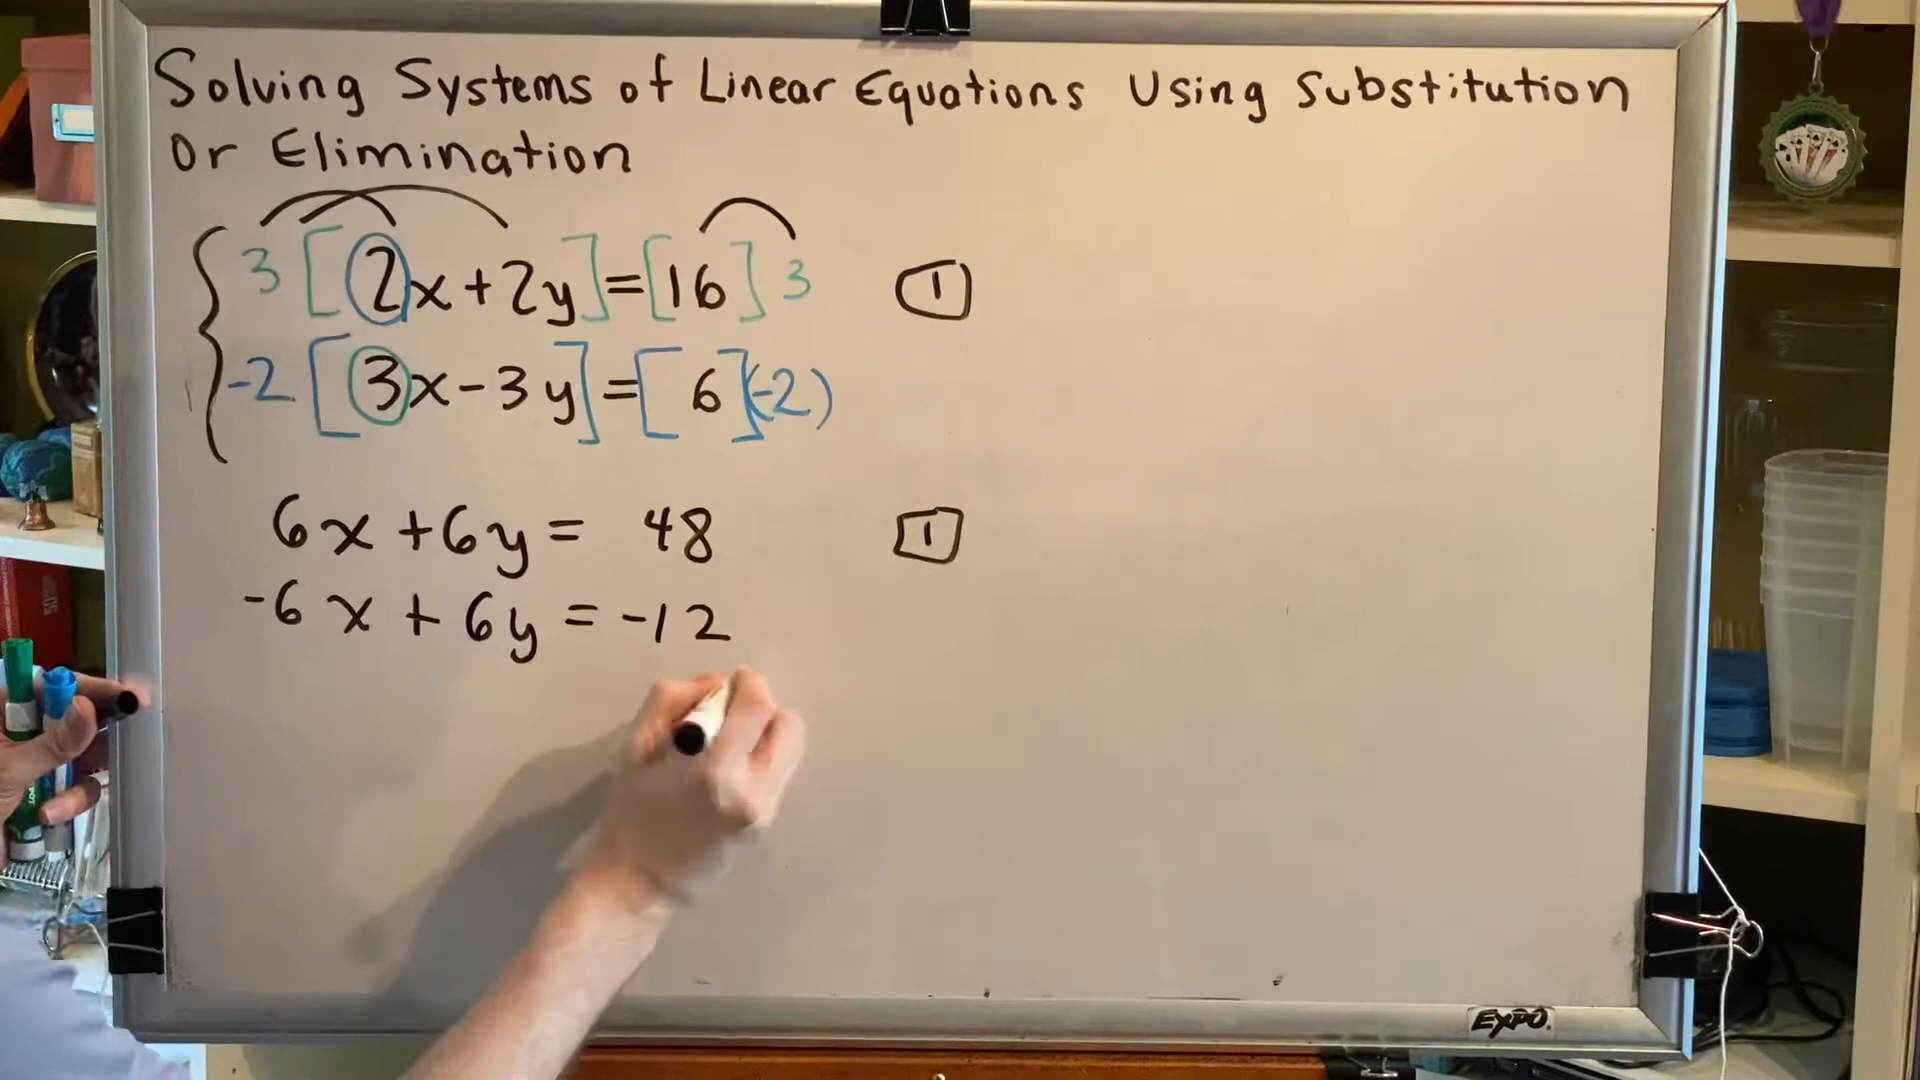 Solving Systems of Linear Equations Using Substitution
Or Elimination
3 [2x+2y]=[16] 3 1
-2 [3x-3y]=[6](-2)
6x+6y= 48 1
-6x+6y=-12
EXPO.